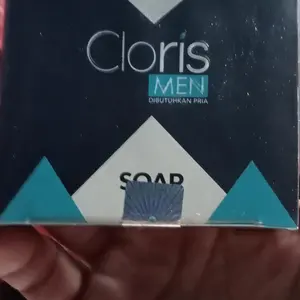 Cloris
MEN
DIBUTUHKAN PRIA
SOAP